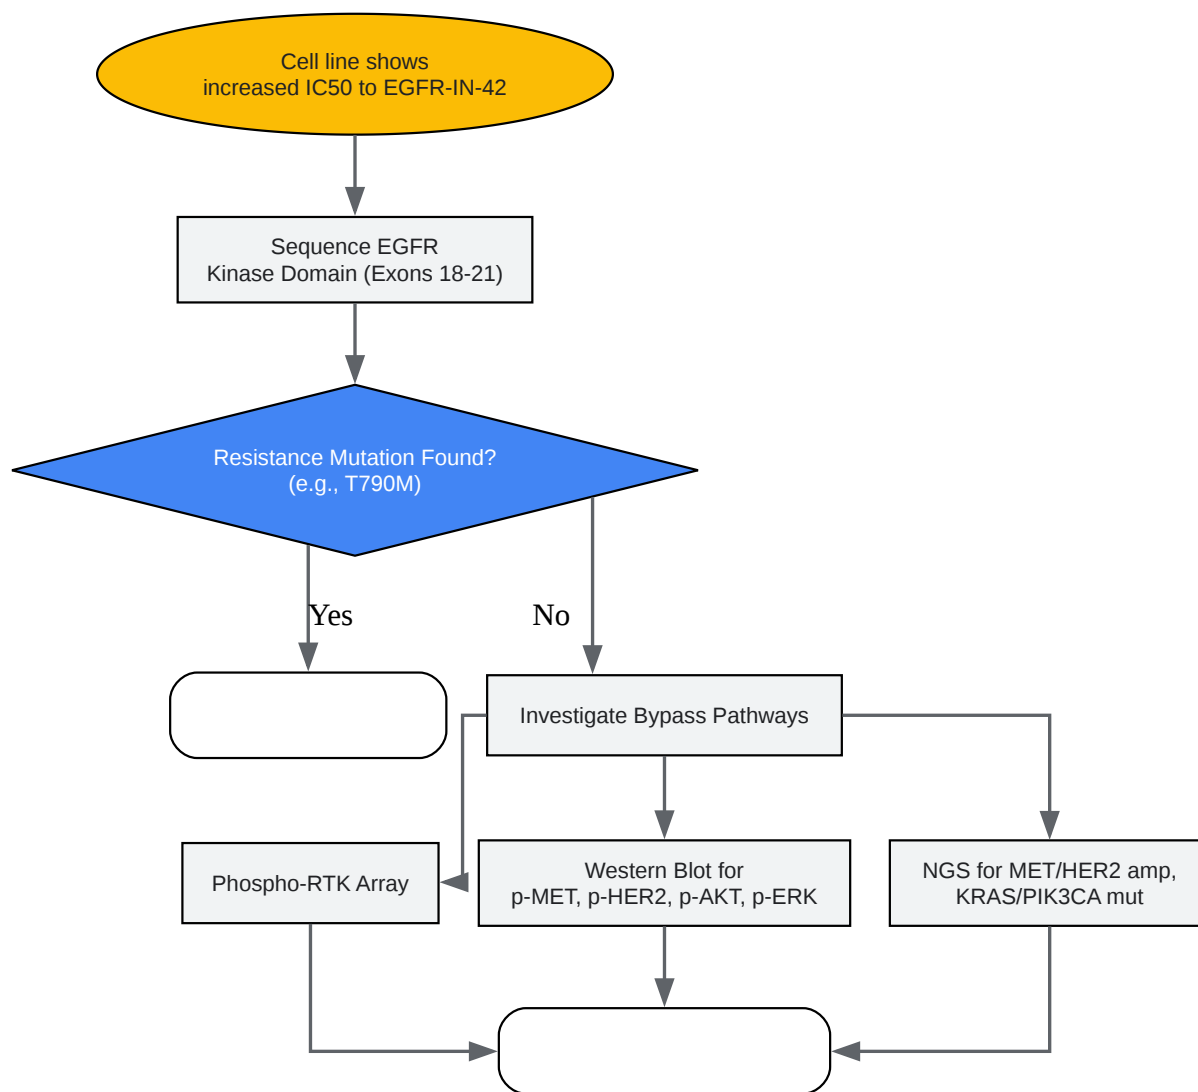 Cell line shows
increased IC50 to EGFR-IN-42
Sequence EGFR
Kinase Domain (Exons 18-21)
Resistance Mutation Found?
(e.g., T790M)
Yes
No
Investigate Bypass Pathways
Phospho-RTK Array
Western Blot for
p-MET, p-HER2, p-AKT, p-ERK
NGS for MET/HER2 amp,
KRAS/PIK3CA mut